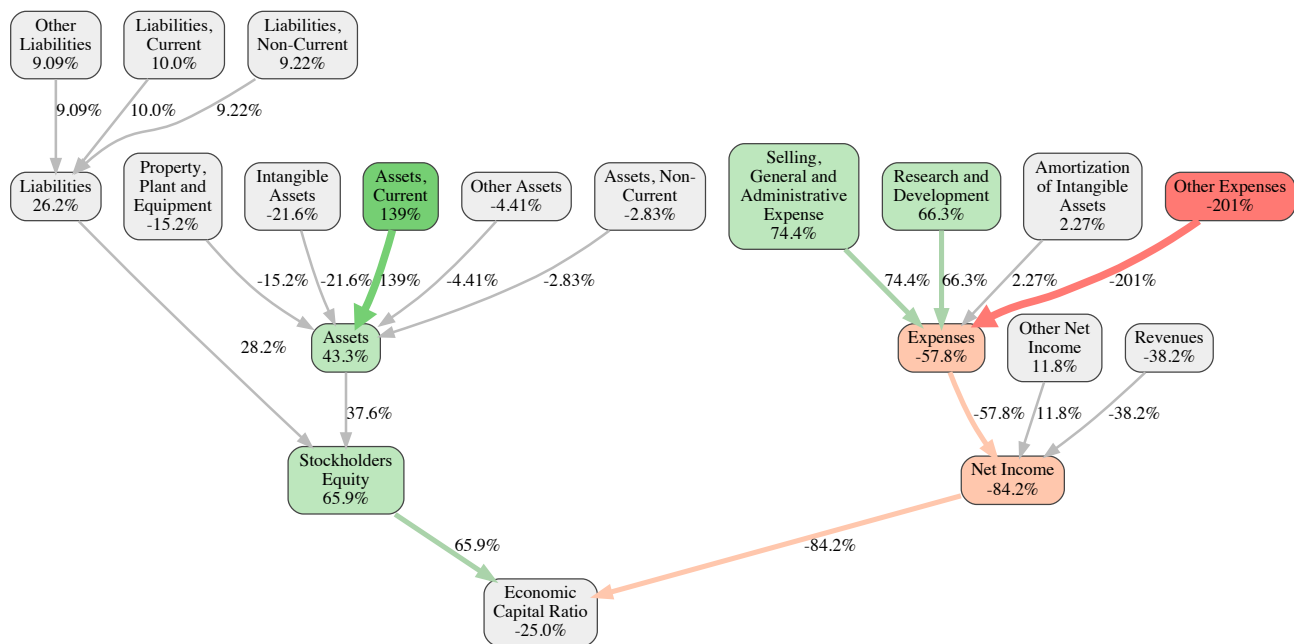 Other
Liabilities
9.09%
Liabilities,
Current
10.0%
Liabilities,
Non-Current
9.22%
9.09%
10.0%
9.22%
Liabilities
26.2%
Property,
Plant and
Equipment
-15.2%
Intangible
Assets
-21.6%
Assets,
Current
139%
Other Assets
-4.41%
Assets, Non-
Current
-2.83%
Selling,
General and
Administrative
Expense
74.4%
Research and
Development
66.3%
Amortization
of Intangible
Assets
2.27%
Other Expenses
-201%
-15.2%
-21.6%
139%
-4.41%
-2.83%
74.4%
66.3%
2.27%
-201%
28.2%
Assets
43.3%
Expenses
-57.8%
Other Net
Income
11.8%
Revenues
-38.2%
37.6%
-57.8%
11.8%
-38.2%
Stockholders
Equity
65.9%
Net Income
-84.2%
65.9%
-84.2%
Economic
Capital Ratio
-25.0%